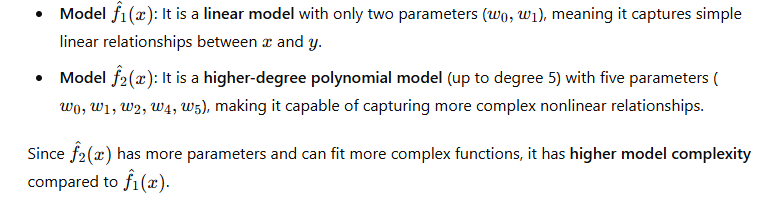 • Model f̂₁(x): It is a linear model with only two parameters (w₀, w₁), meaning it captures simple
linear relationships between x and y.
• Model f̂₂(x): It is a higher-degree polynomial model (up to degree 5) with five parameters (
w₀, w₁, w₂, w₄, w₅), making it capable of capturing more complex nonlinear relationships.
Since f̂₂(x) has more parameters and can fit more complex functions, it has higher model complexity
compared to f̂₁(x).